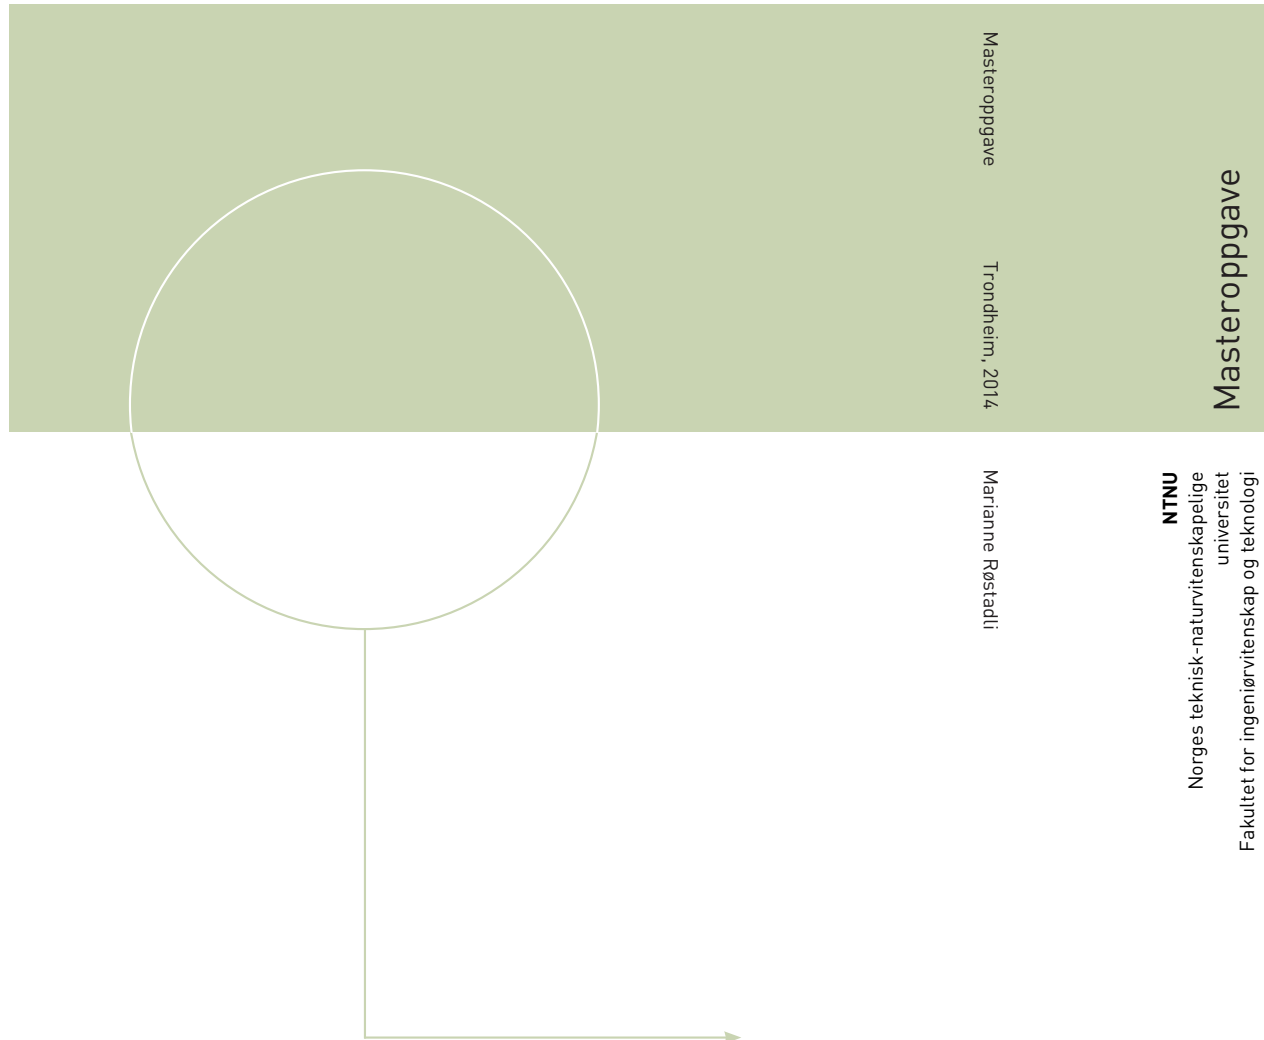 Masteroppgave
Trondheim, 2014
Marianne Røstadli
Masteroppgave
NTNU
Norges teknisk-naturvitenskapelige
universitet
Fakultet for ingeniørvitenskap og teknologi